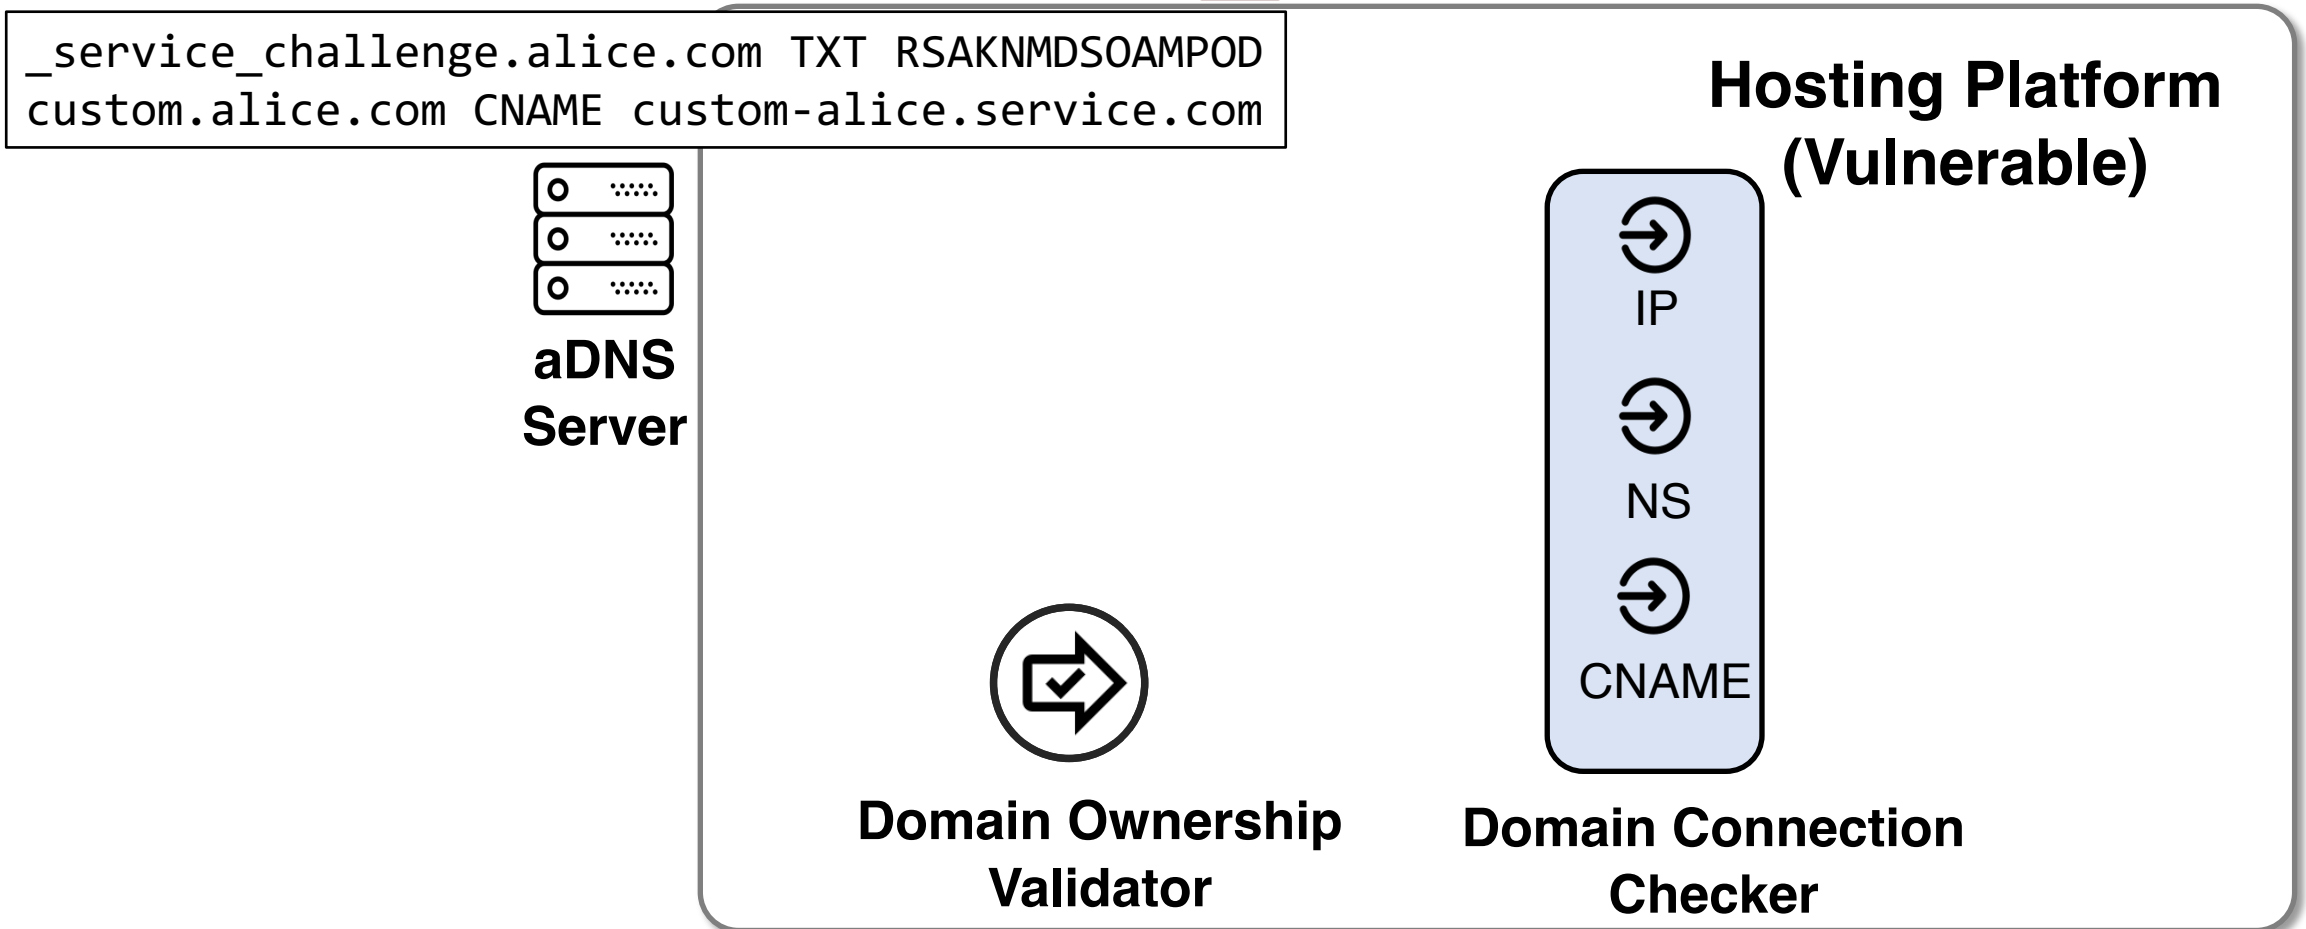 _service_challenge.alice.com TXT RSAKNMDSOAMPOD
custom.alice.com CNAME custom-alice.service.com
Hosting Platform
(Vulnerable)
aDNS
Server
IP
NS
CNAME
Domain Ownership
Validator
Domain Connection
Checker